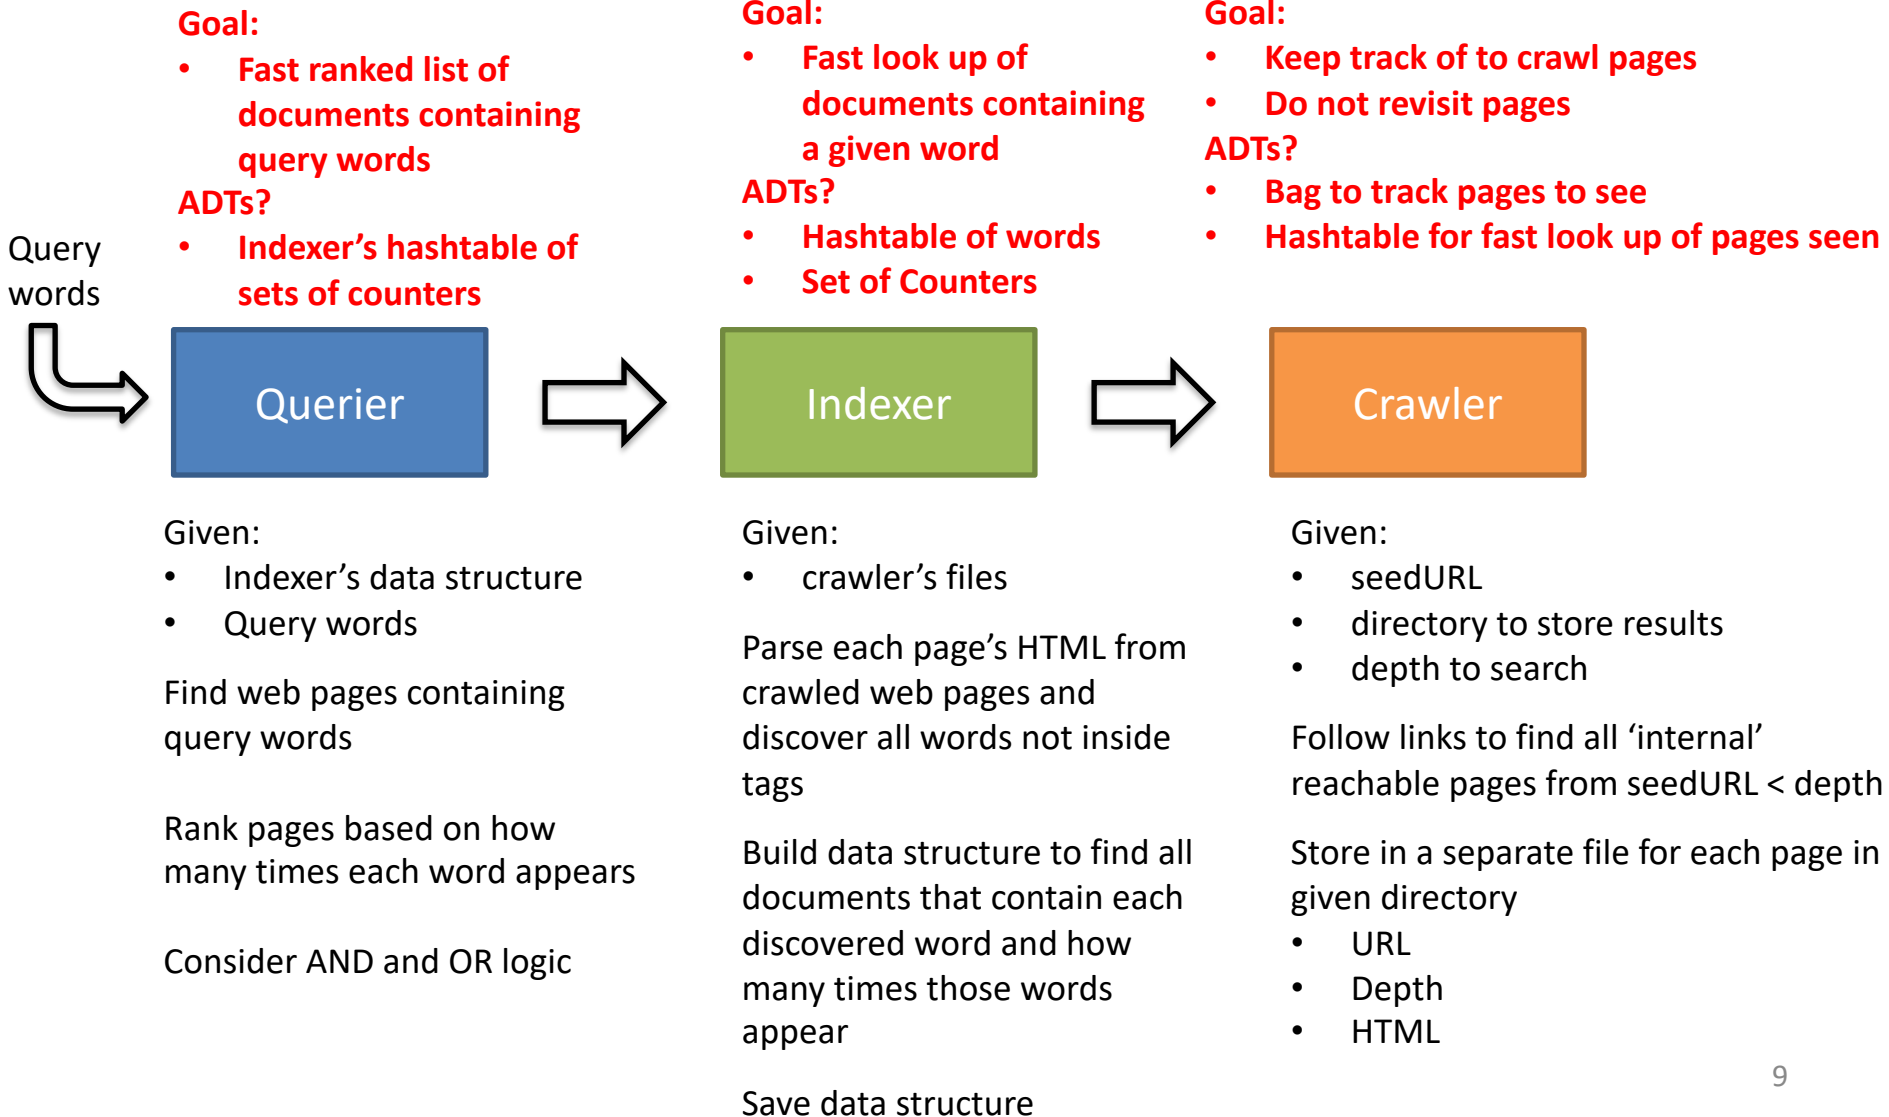 Goal:
• Fast ranked list of
documents containing
query words
ADTs?
• Indexer’s hashtable of
sets of counters
Goal:
• Fast look up of
documents containing
a given word
ADTs?
• Hashtable of words
• Set of Counters
Goal:
• Keep track of to crawl pages
• Do not revisit pages
ADTs?
• Bag to track pages to see
• Hashtable for fast look up of pages seen
Query
words
Querier
Indexer
Crawler
Given:
• Indexer’s data structure
• Query words
Find web pages containing
query words
Rank pages based on how
many times each word appears
Consider AND and OR logic
Given:
• crawler’s files
Parse each page’s HTML from
crawled web pages and
discover all words not inside
tags
Build data structure to find all
documents that contain each
discovered word and how
many times those words
appear
Save data structure
Given:
• seedURL
• directory to store results
• depth to search
Follow links to find all ‘internal’
reachable pages from seedURL < depth
Store in a separate file for each page in
given directory
• URL
• Depth
• HTML
9